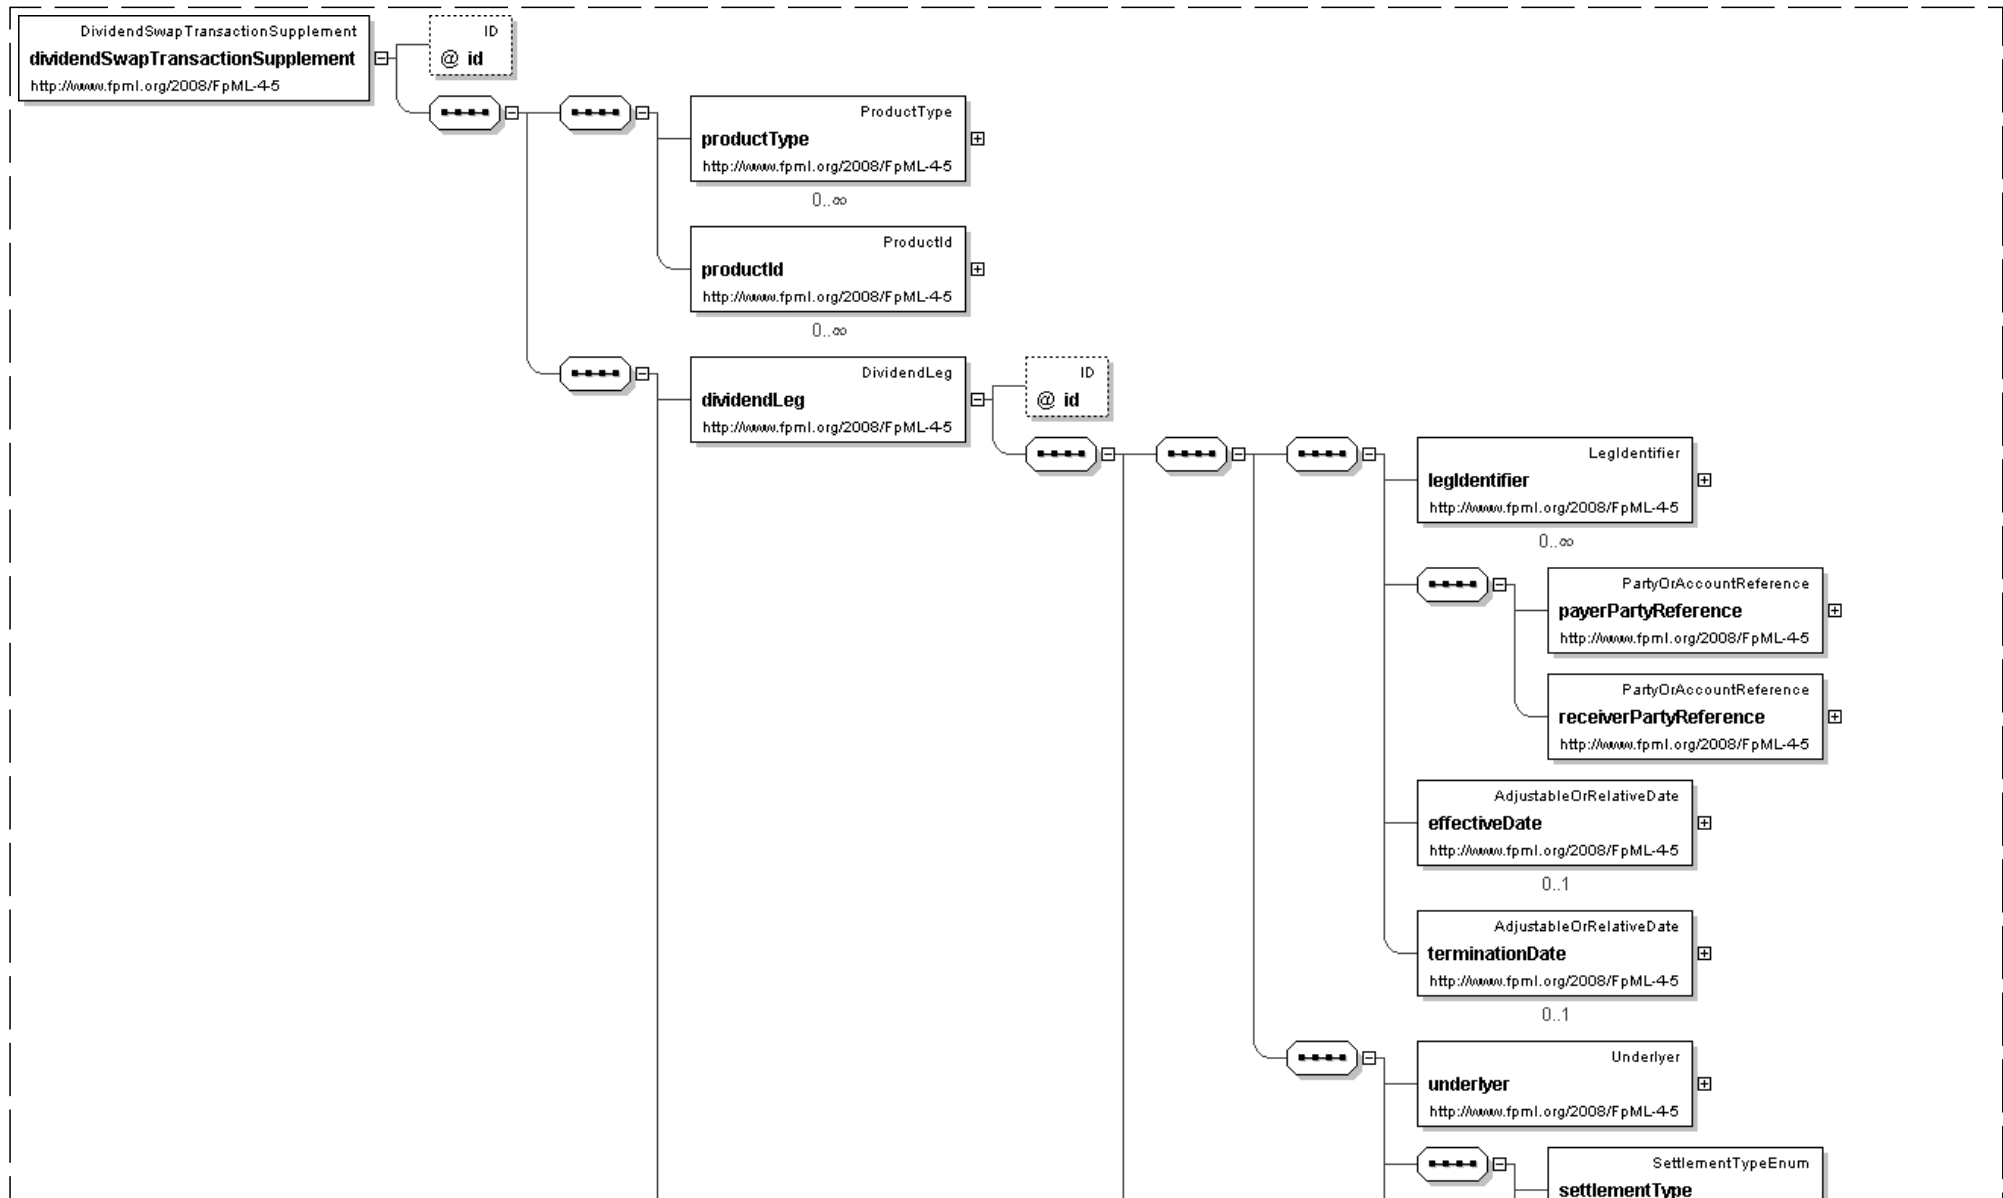 DividendSwapTransactionSupplement
dividendSwapTransactionSupplement
http://www.fpml.org/2008/FpML-4-5
ID
@ id
ProductType
productType
http://www.fpml.org/2008/FpML-4-5
0..∞
ProductId
productId
http://www.fpml.org/2008/FpML-4-5
0..∞
DividendLeg
dividendLeg
http://www.fpml.org/2008/FpML-4-5
ID
@ id
LegIdentifier
legIdentifier
http://www.fpml.org/2008/FpML-4-5
0..∞
PartyOrAccountReference
payerPartyReference
http://www.fpml.org/2008/FpML-4-5
PartyOrAccountReference
receiverPartyReference
http://www.fpml.org/2008/FpML-4-5
AdjustableOrRelativeDate
effectiveDate
http://www.fpml.org/2008/FpML-4-5
0..1
AdjustableOrRelativeDate
terminationDate
http://www.fpml.org/2008/FpML-4-5
0..1
Underlyer
underlyer
http://www.fpml.org/2008/FpML-4-5
SettlementTypeEnum
settlementType